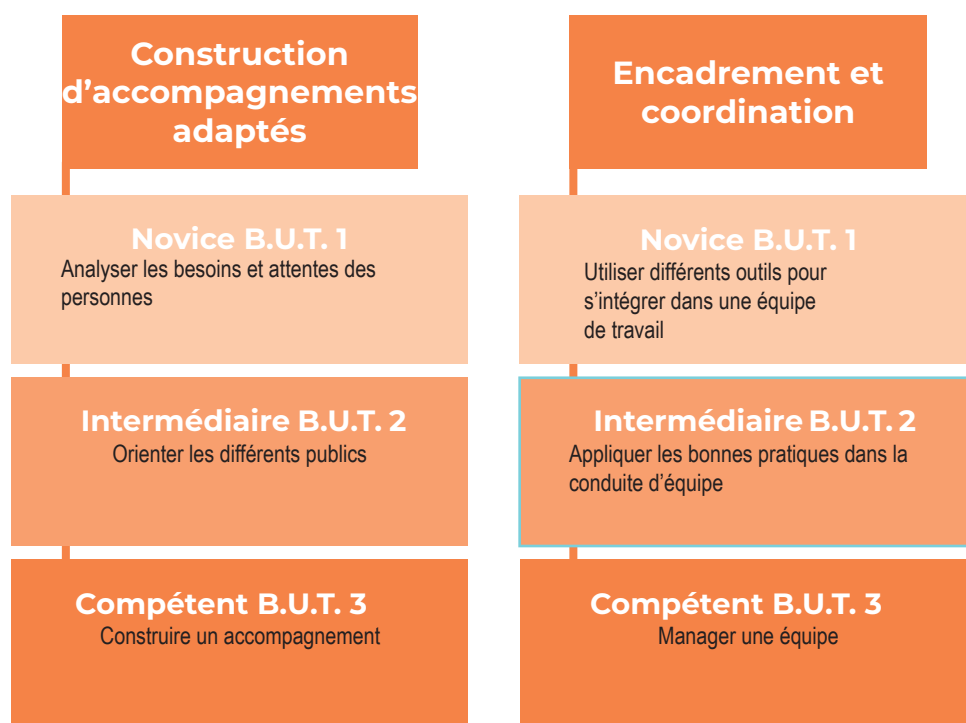 Construction
d’accompagnements
adaptés
Novice B.U.T. 1
Analyser les besoins et attentes des
personnes
Intermédiaire B.U.T. 2
Orienter les différents publics
Compétent B.U.T. 3
Construire un accompagnement
Encadrement et
coordination
Novice B.U.T. 1
Utiliser différents outils pour
s’intégrer dans une équipe
de travail
Intermédiaire B.U.T. 2
Appliquer les bonnes pratiques dans la
conduite d’équipe
Compétent B.U.T. 3
Manager une équipe